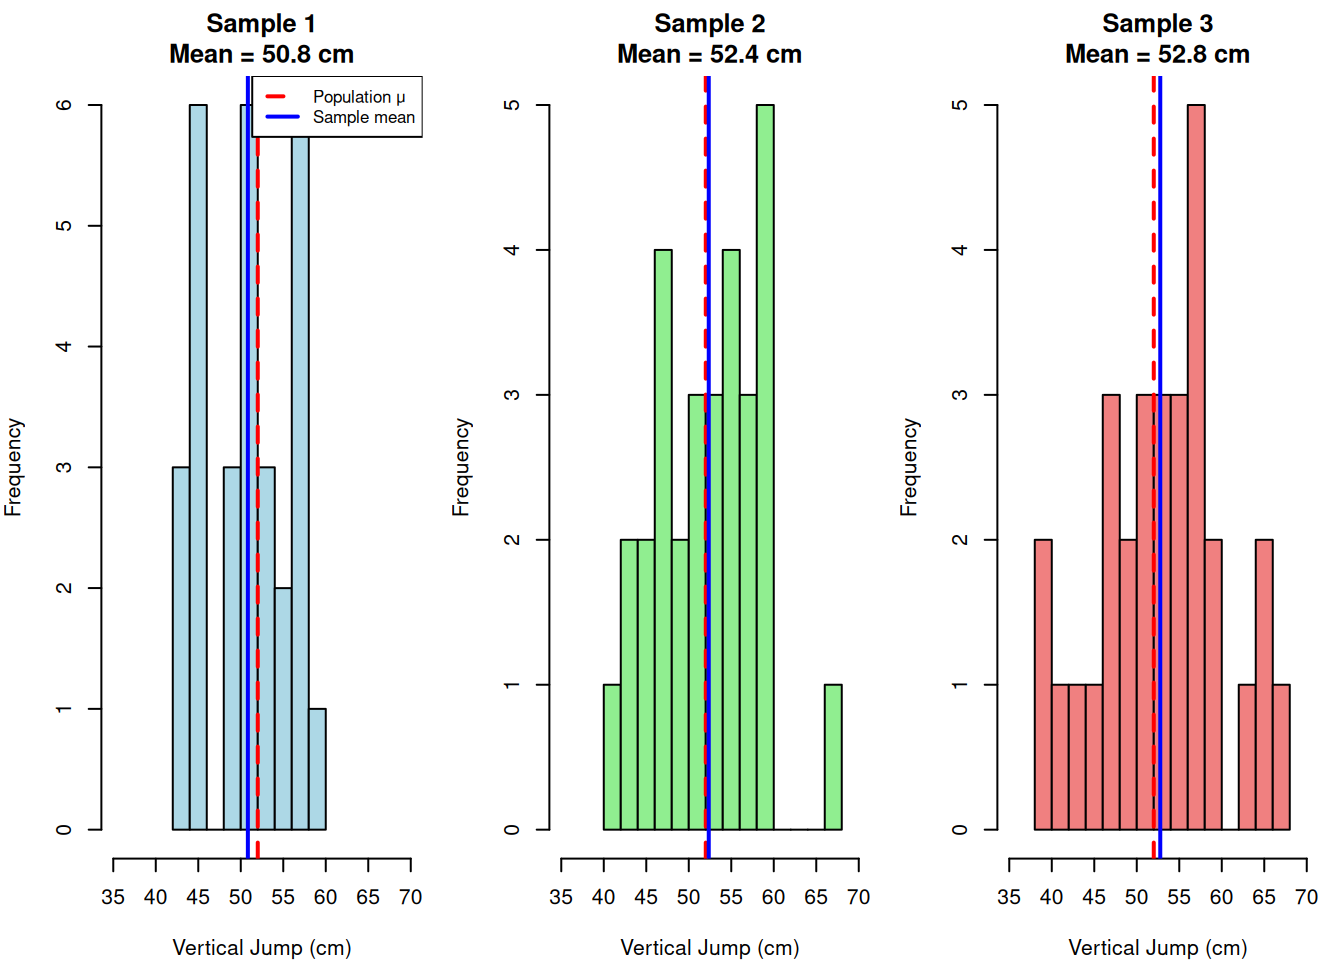 Sample 1
Mean = 50.8 cm
Population μ
Sample mean
6
5
4
3
2
1
0
Frequency
35 40 45 50 55 60 65 70
Vertical Jump (cm)
Sample 2
Mean = 52.4 cm
5
4
3
2
1
0
Frequency
35 40 45 50 55 60 65 70
Vertical Jump (cm)
Sample 3
Mean = 52.8 cm
5
4
3
2
1
0
Frequency
35 40 45 50 55 60 65 70
Vertical Jump (cm)